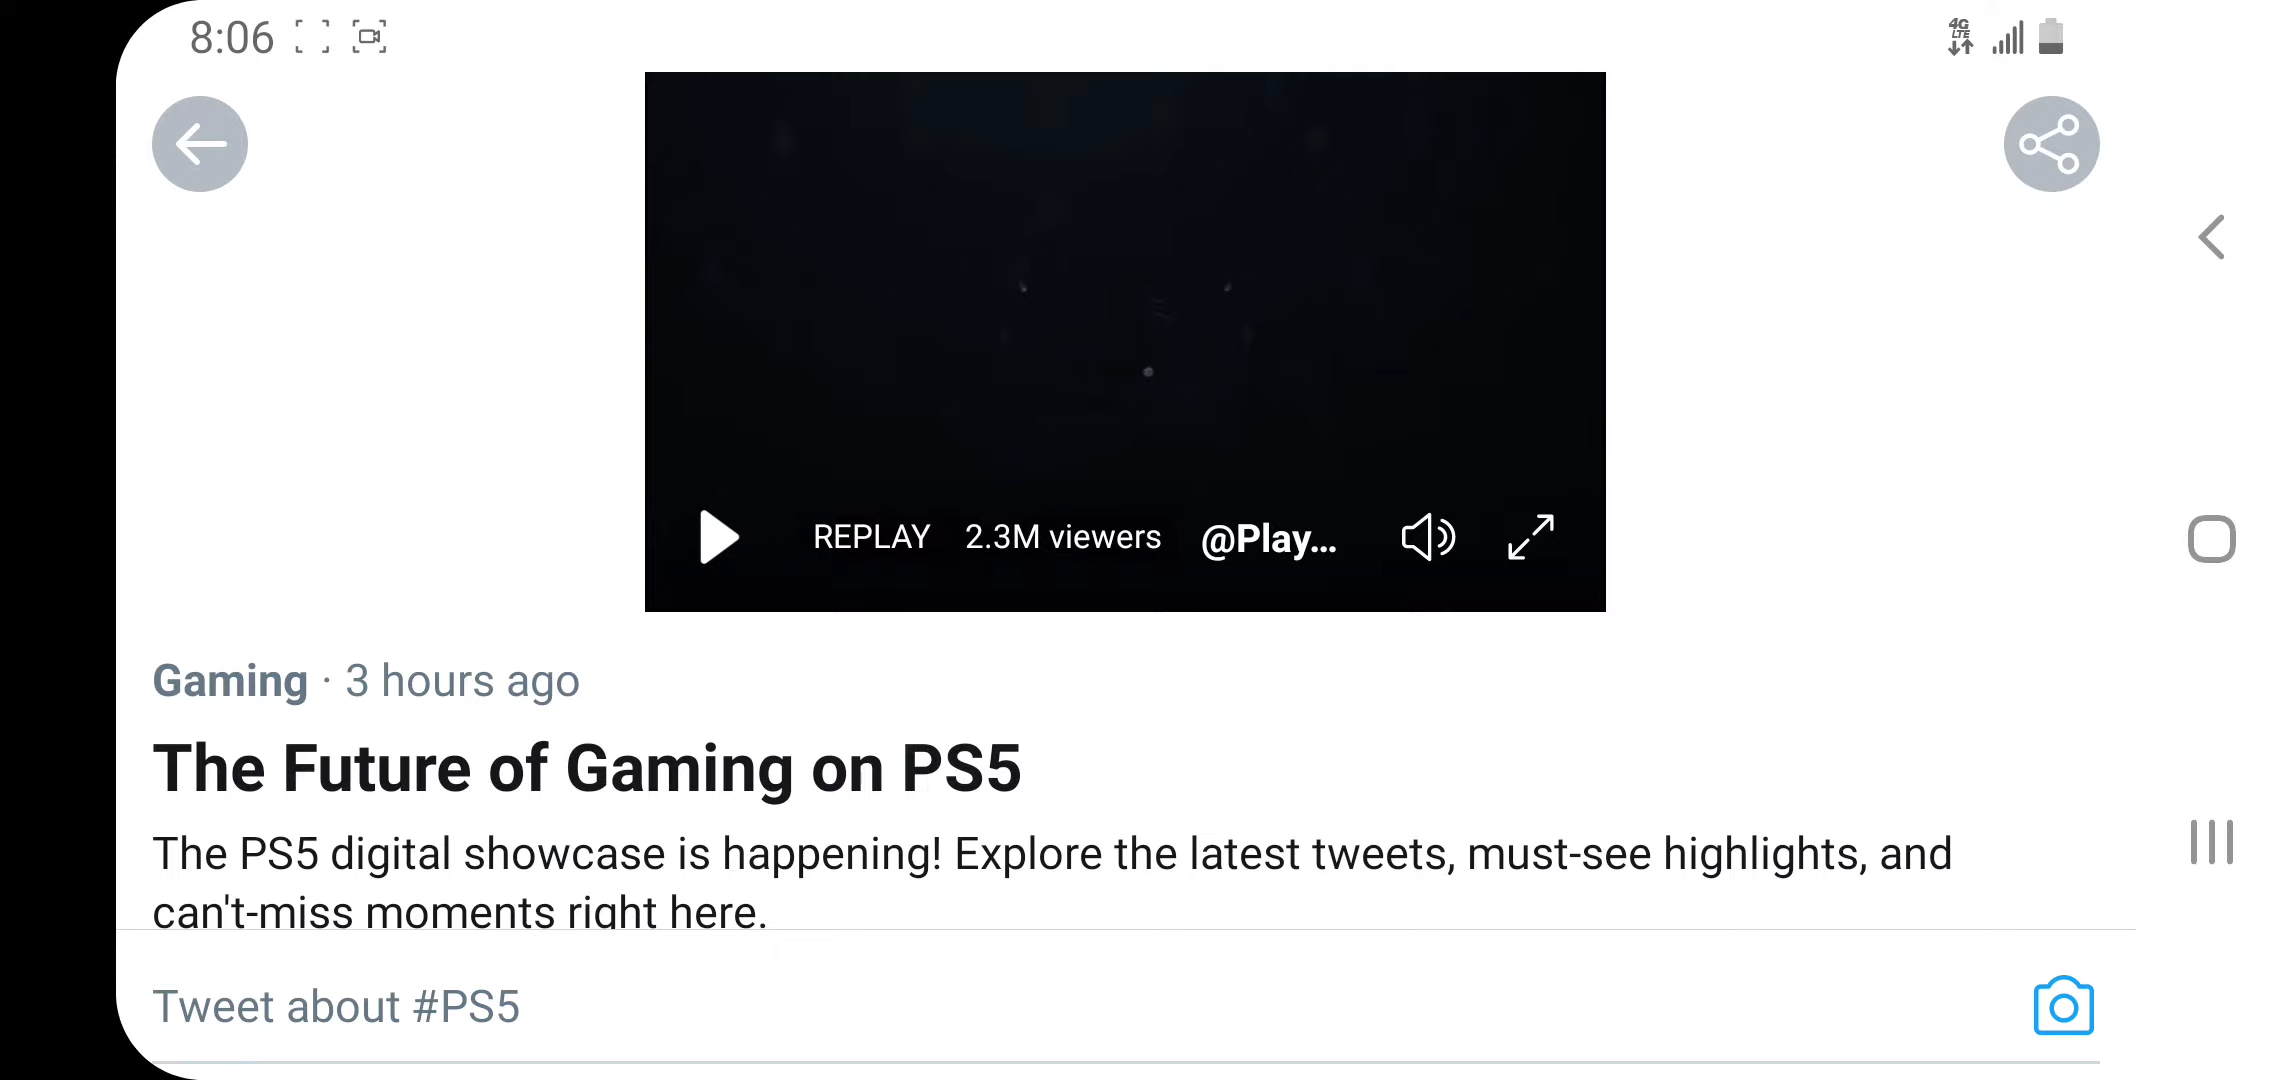 8:06
4G
LTE
REPLAY 2.3M viewers @Play...
Gaming · 3 hours ago
The Future of Gaming on PS5
The PS5 digital showcase is happening! Explore the latest tweets, must-see highlights, and
can't-miss moments right here.
Tweet about #PS5